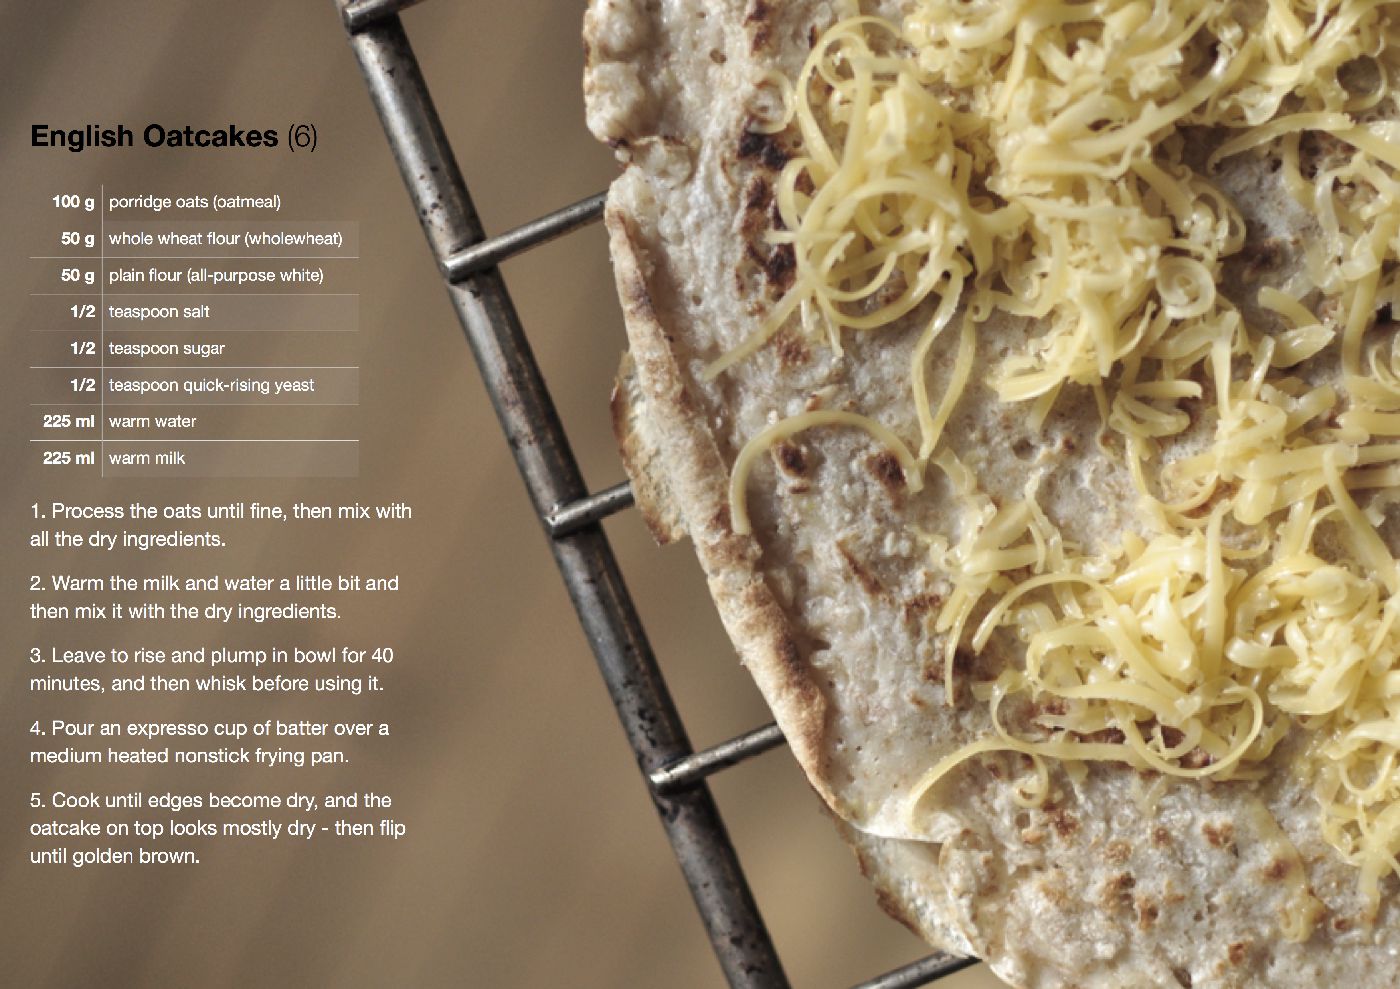 English Oatcakes (6)
100 g porridge oats (oatmeal)
50 g whole wheat flour (wholewheat)
50 g plain flour (all-purpose white)
1/2 teaspoon salt
1/2 teaspoon sugar
1/2 teaspoon quick-rising yeast
225 ml warm water
225 ml warm milk
1. Process the oats until fine, then mix with
all the dry ingredients.
2. Warm the milk and water a little bit and
then mix it with the dry ingredients.
3. Leave to rise and plump in bowl for 40
minutes, and then whisk before using it.
4. Pour an expresso cup of batter over a
medium heated nonstick frying pan.
5. Cook until edges become dry, and the
oatcake on top looks mostly dry - then flip
until golden brown.